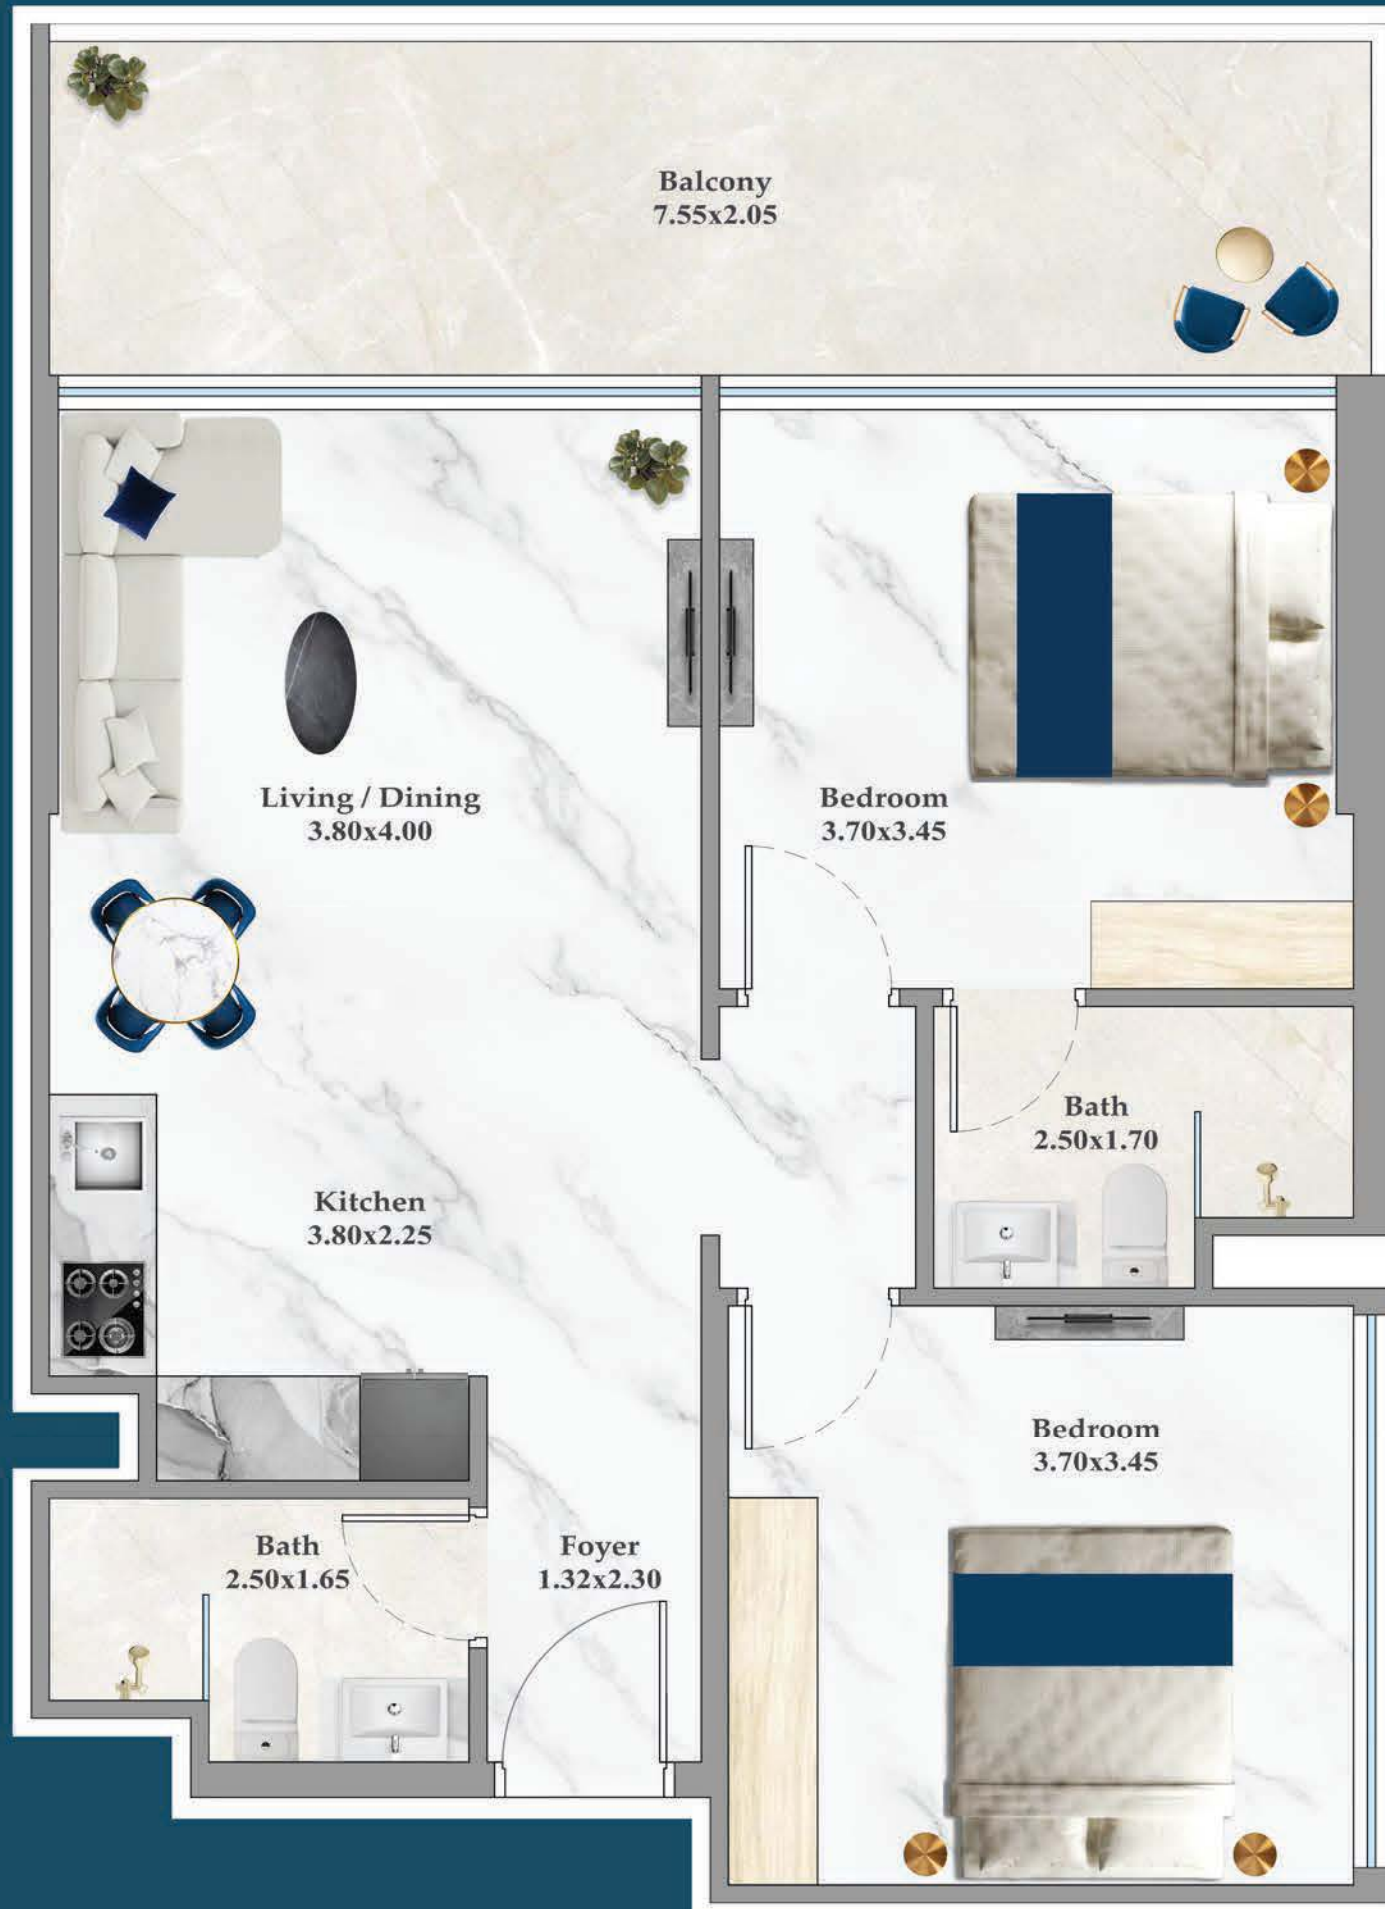 Balcony
7.55x2.05
Living / Dining
3.80x4.00
Bedroom
3.70x3.45
Bath
2.50x1.70
Kitchen
3.80x2.25
Bedroom
3.70x3.45
Bath
2.50x1.65
Foyer
1.32x2.30